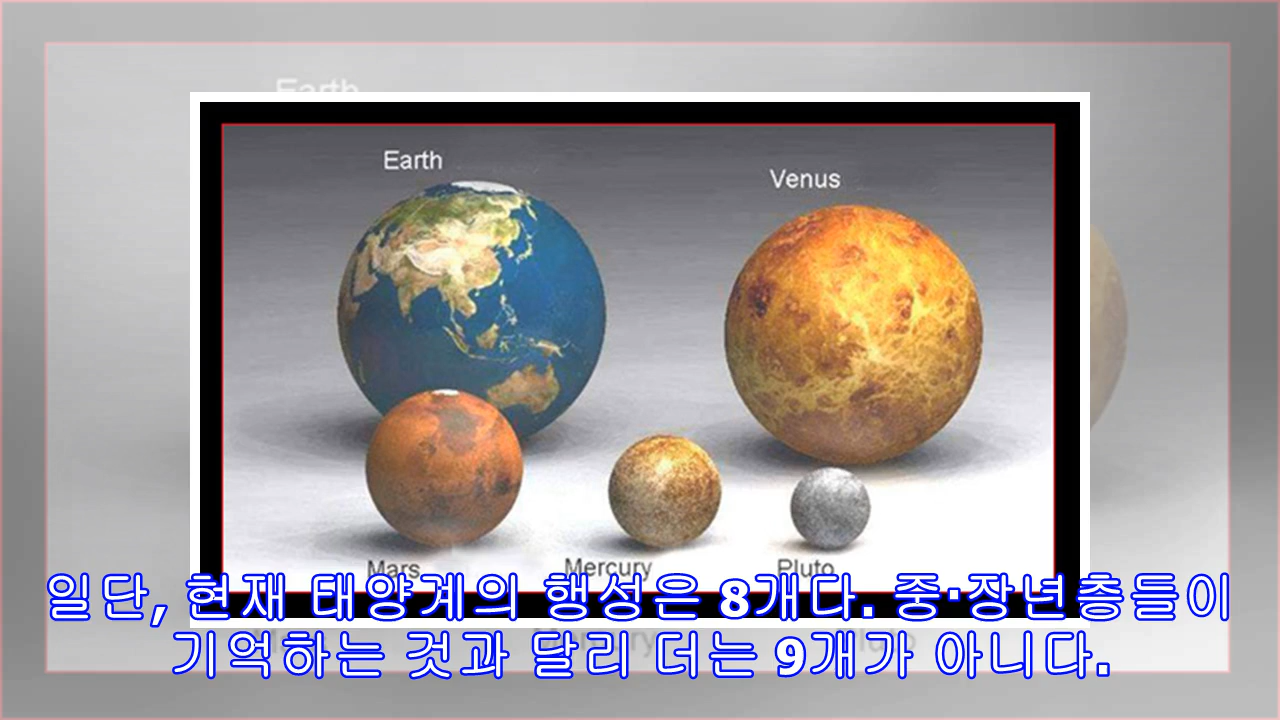 Earth
Earth
Venus
Mars
Mercury
Pluto
일단, 현재 태양계의 행성은 8개다. 중·장년층들이
기억하는 것과 달리 더는 9개가 아니다.